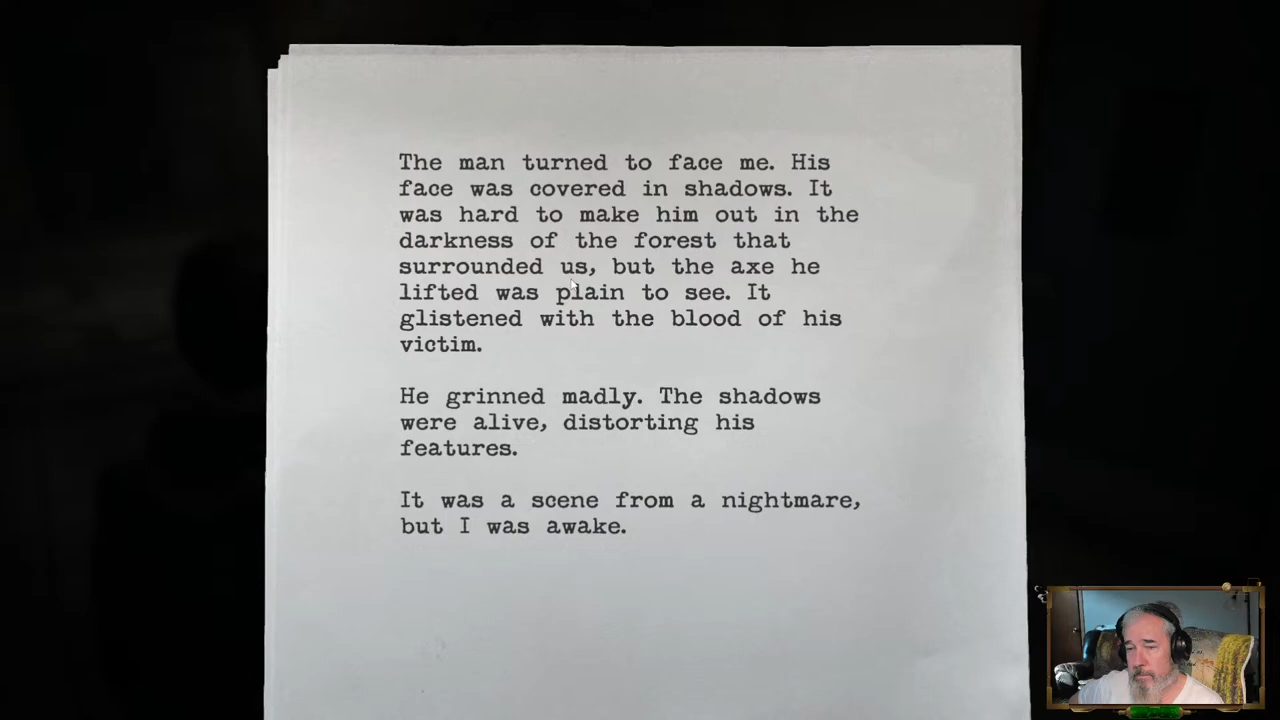 The man turned to face me. His
face was covered in shadows. It
was hard to make him out in the
darkness of the forest that
surrounded us, but the axe he
lifted was plain to see. It
glistened with the blood of his
victim.
He grinned madly. The shadows
were alive, distorting his
features.
It was a scene from a nightmare,
but I was awake.